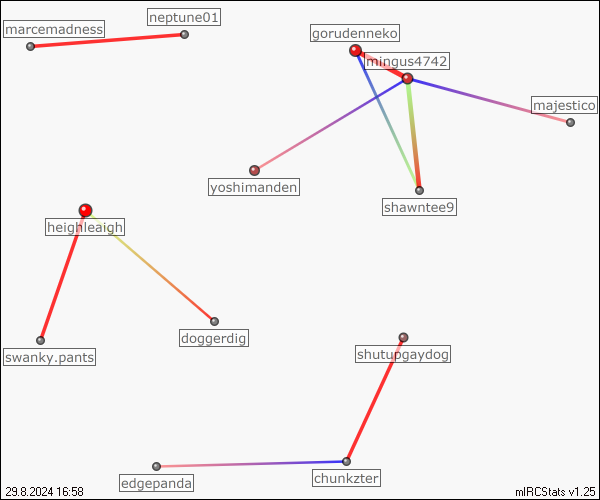 neptune01
marcemadness
gorudenneko
mingus4742
majestico
yoshimanden
shawntee9
heighleaigh
doggerdig
swanky.pants
shutupgaydog
chunkzter
edgepanda
29.8.2024 16:58
mIRCStats v1.25